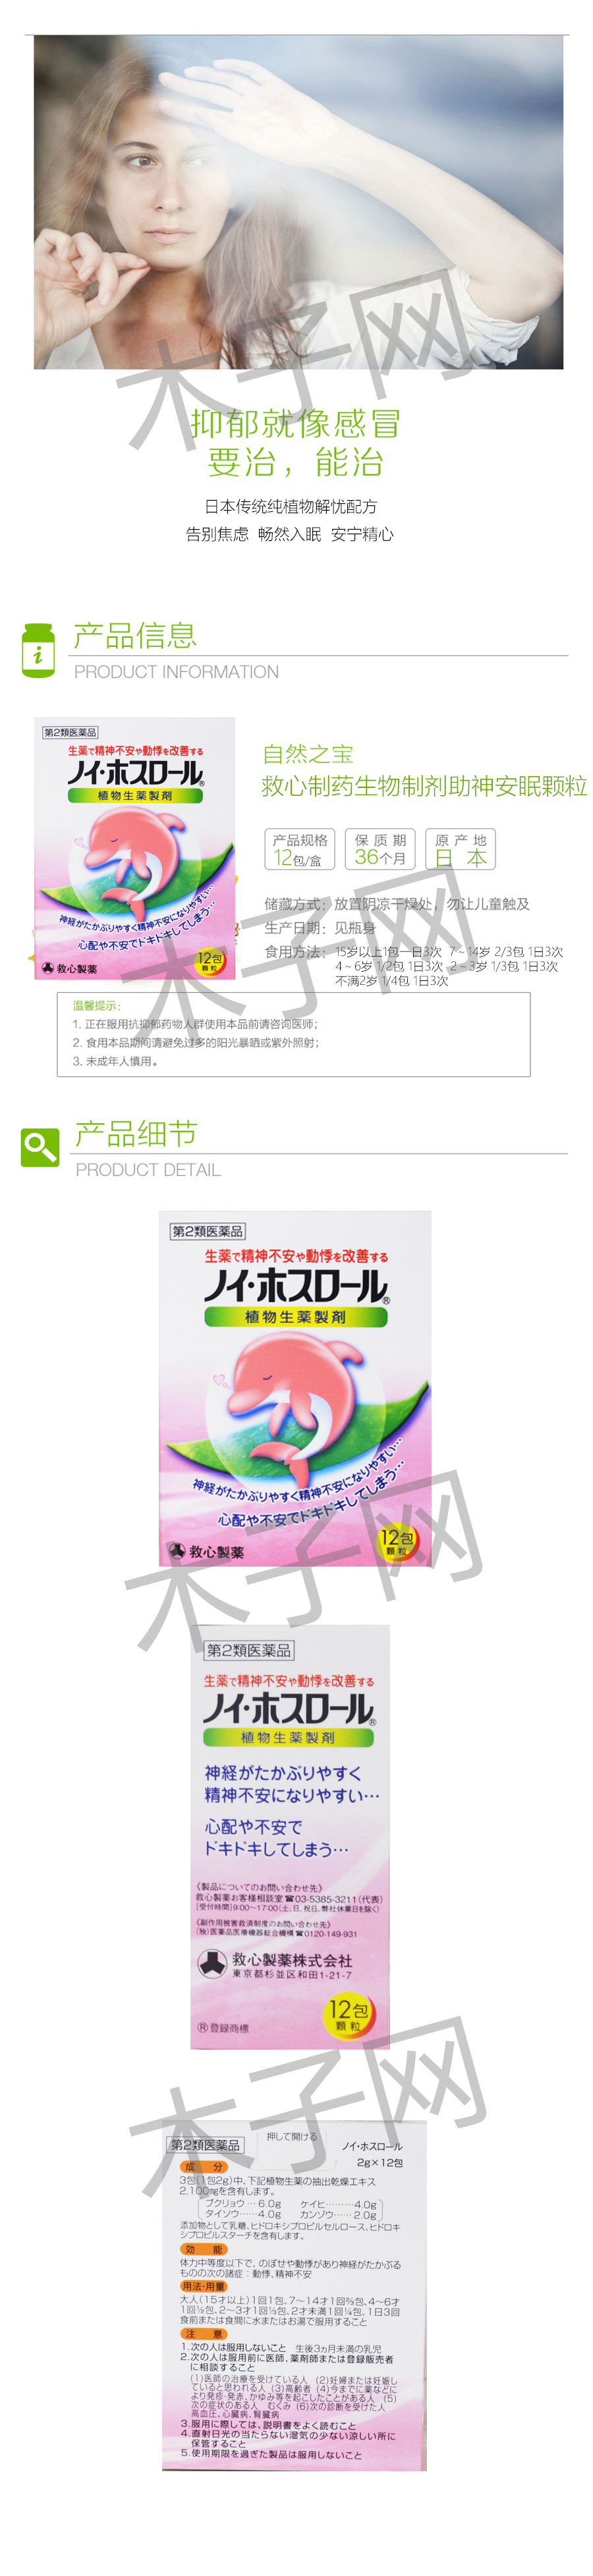 抑郁就像感冒
要治，能治
日本传统纯植物解忧配方
告别焦虑 畅然入眠 安宁精心
产品信息
PRODUCT INFORMATION
第2類医薬品
生薬で精神不安や動悸を改善する
ノイ・ホスロール®
植物生薬製剤
神経がたかぶりやすく精神不安になりやすい…
心配や不安でドキドキしてしまう…
救心製薬
12包
顆粒
自然之宝
救心制药生物制剂助神安眠颗粒
产品规格
12包/盒
保质期
36个月
原产地
日本
储藏方式：放置阴凉干燥处，勿让儿童触及
生产日期：见瓶身
食用方法：15岁以上1包一日3次 7~14岁 2/3包 1日3次
4~6岁 1/2包 1日3次 2~3岁 1/3包 1日3次
不满2岁 1/4包 1日3次
温馨提示：
1. 正在服用抗抑郁药物人群使用本品前请咨询医师；
2. 食用本品期间请避免过多的阳光暴晒或紫外照射；
3. 未成年人慎用。
产品细节
PRODUCT DETAIL
第2類医薬品
生薬で精神不安や動悸を改善する
ノイ・ホスロール®
植物生薬製剤
神経がたかぶりやすく精神不安になりやすい…
心配や不安でドキドキしてしまう…
救心製薬
12包
顆粒
第2類医薬品
生薬で精神不安や動悸を改善する
ノイ・ホスロール®
植物生薬製剤
神経がたかぶりやすく
精神不安になりやすい…
心配や不安で
ドキドキしてしまう…
〈製品についてのお問い合わせ先〉
救心製薬お客様相談室☎03-5385-3211(代表)
[受付時間]9:00〜17:00(土、日、祝日、弊社休業日を除く)
〈副作用被害救済制度のお問い合わせ先〉
(独)医薬品医療機器総合機構☎0120-149-931
救心製薬株式会社
東京都杉並区和田1-21-7
12包
顆粒
®登録商標
第2類医薬品
押して開ける
ノイ・ホスロール
2g×12包
成 分
3包(1包2g)中、下記植物生薬の抽出乾燥エキス
2,100mgを含有します。
ブクリョウ…6.0g ケイヒ………4.0g
タイソウ……4.0g カンゾウ……2.0g
添加物として乳糖、ヒドロキシプロピルセルロース、ヒドロキ
シプロピルスターチを含有します。
効 能
体力中等度以下で、のぼせや動悸があり神経がたかぶる
ものの次の諸症：動悸、精神不安
用法・用量
大人(15才以上)1回1包、7〜14才1回⅔包、4〜6才
1回½包、2〜3才1回⅓包、2才未満1回¼包、1日3回
食前または食間に水またはお湯で服用すること
注 意
1.次の人は服用しないこと 生後3ヵ月未満の乳児
2.次の人は服用前に医師、薬剤師または登録販売者
に相談すること
(1)医師の治療を受けている人 (2)妊婦または妊娠し
ていると思われる人 (3)高齢者 (4)今までに薬などに
より発疹・発赤、かゆみ等を起こしたことがある人 (5)
次の症状のある人 むくみ (6)次の診断を受けた人
高血圧、心臓病、腎臓病
3.服用に際しては、説明書をよく読むこと
4.直射日光の当たらない湿気の少ない涼しい所に
保管すること
5.使用期限を過ぎた製品は服用しないこと
木子网
木子网
木子网
木子网